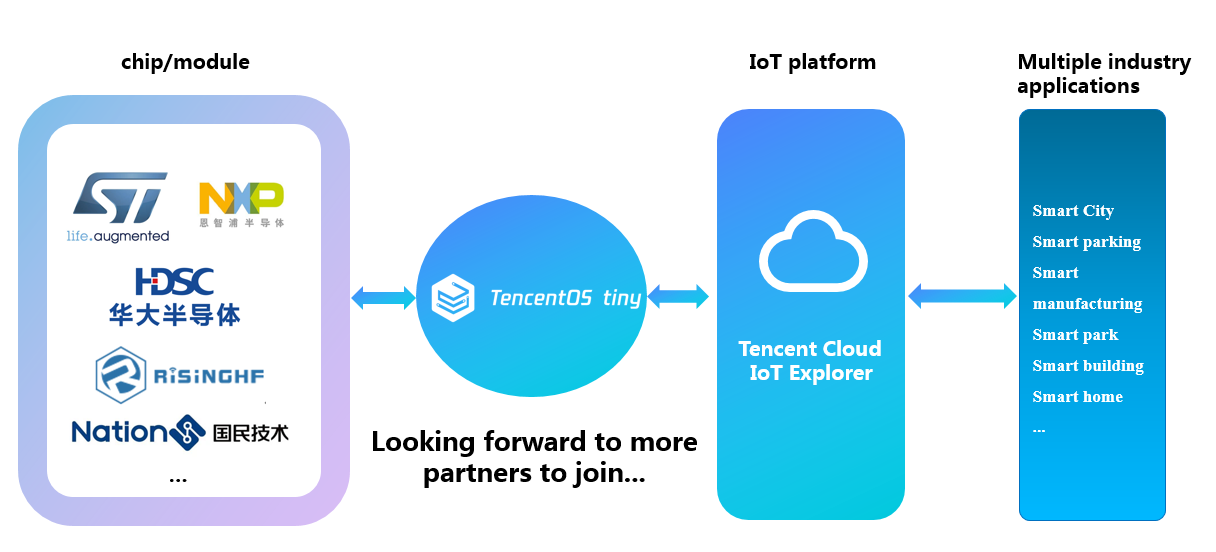 chip/module
IoT platform
Multiple industry
applications
ST
life.augmented
NXP
恩智浦半导体
HDSC
华大半导体
RiSiNGHF
Nation 国民技术
...
TencentOS tiny
Looking forward to more
partners to join...
Tencent Cloud
IoT Explorer
Smart City
Smart parking
Smart
manufacturing
Smart park
Smart building
Smart home
...